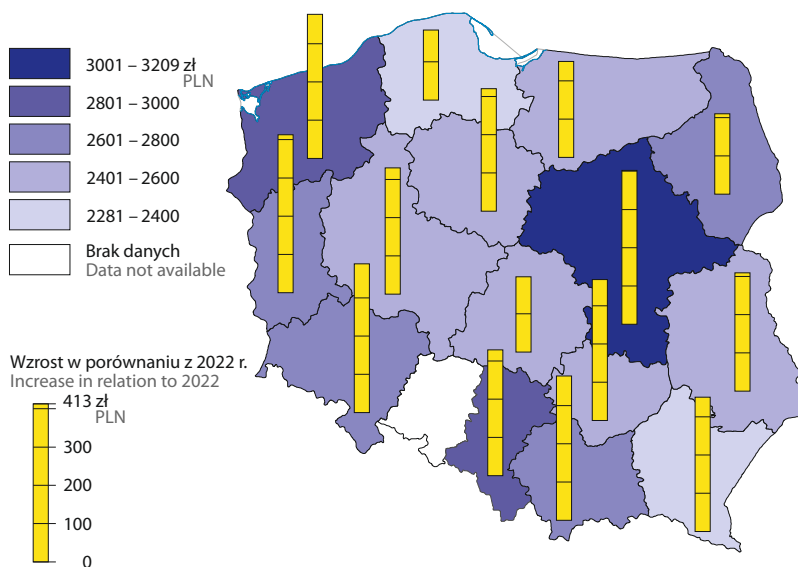 3001 – 3209 zł
PLN
2801 – 3000
2601 – 2800
2401 – 2600
2281 – 2400
Brak danych
Data not available
Wzrost w porównaniu z 2022 r.
Increase in relation to 2022
413 zł
PLN
300
200
100
0